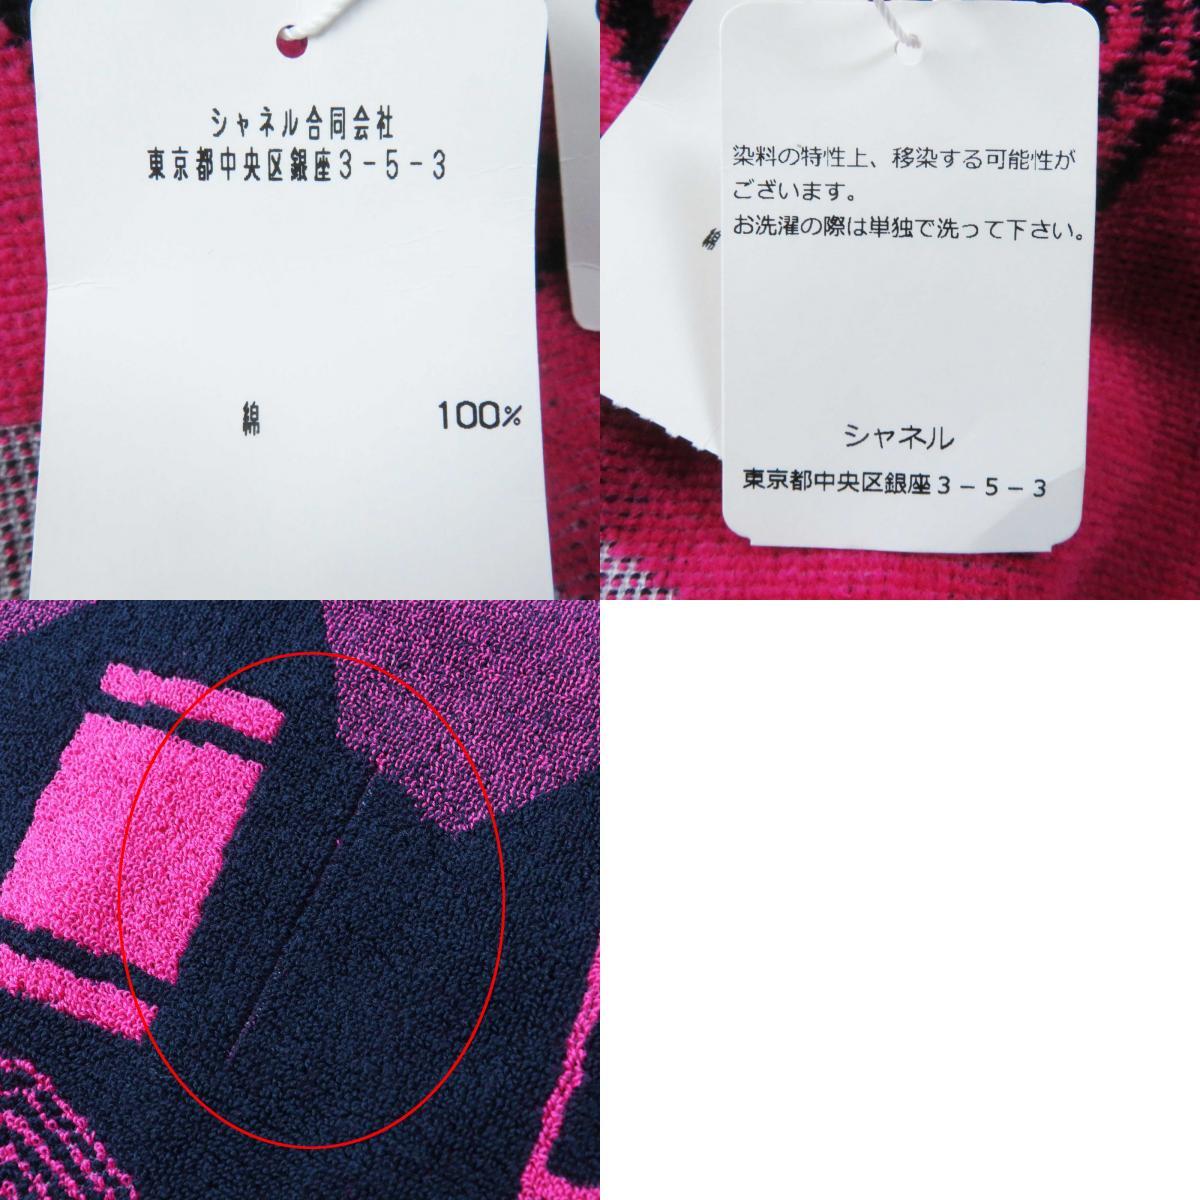 シャネル合同会社
東京都中央区銀座3-5-3
綿 100%
染料の特性上、移染する可能性が
ございます。
お洗濯の際は単独で洗って下さい。
綿
シャネル
東京都中央区銀座3-5-3